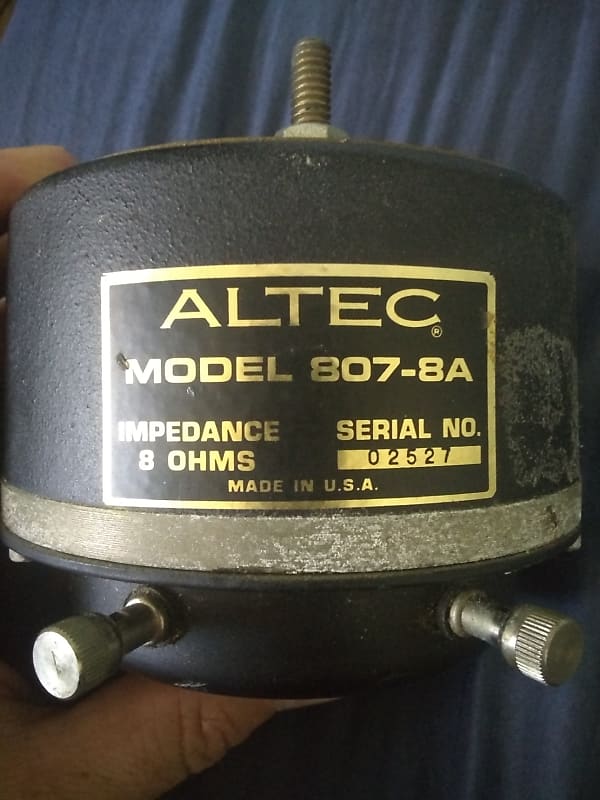 ALTEC ®
MODEL 807-8A
IMPEDANCE SERIAL NO.
8 OHMS 02527
MADE IN U.S.A.